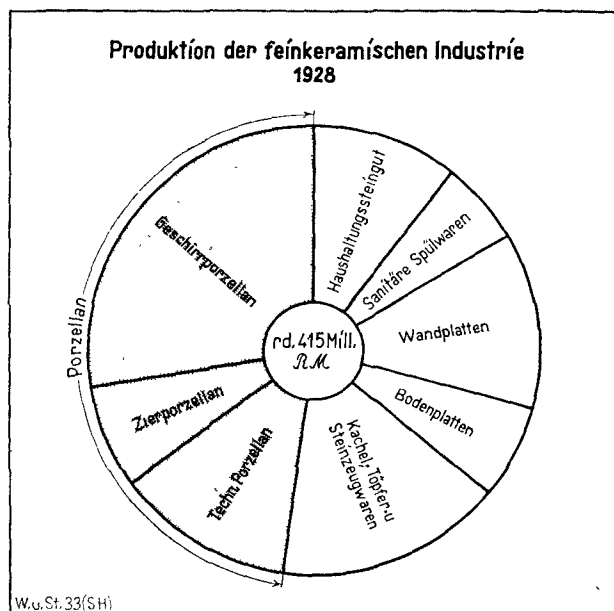 Produktion der feinkeramischen Industrie
1928
Haushaltungssteingut
Sanitäre Spülwaren
Wandplatten
Bodenplatten
Kachel-, Töpfer-u
Steinzeugwaren
Techn. Porzellan
Zierporzellan
Geschirrporzellan
Porzellan
rd. 415 Mill.
RM
W.u.St.33(SH)